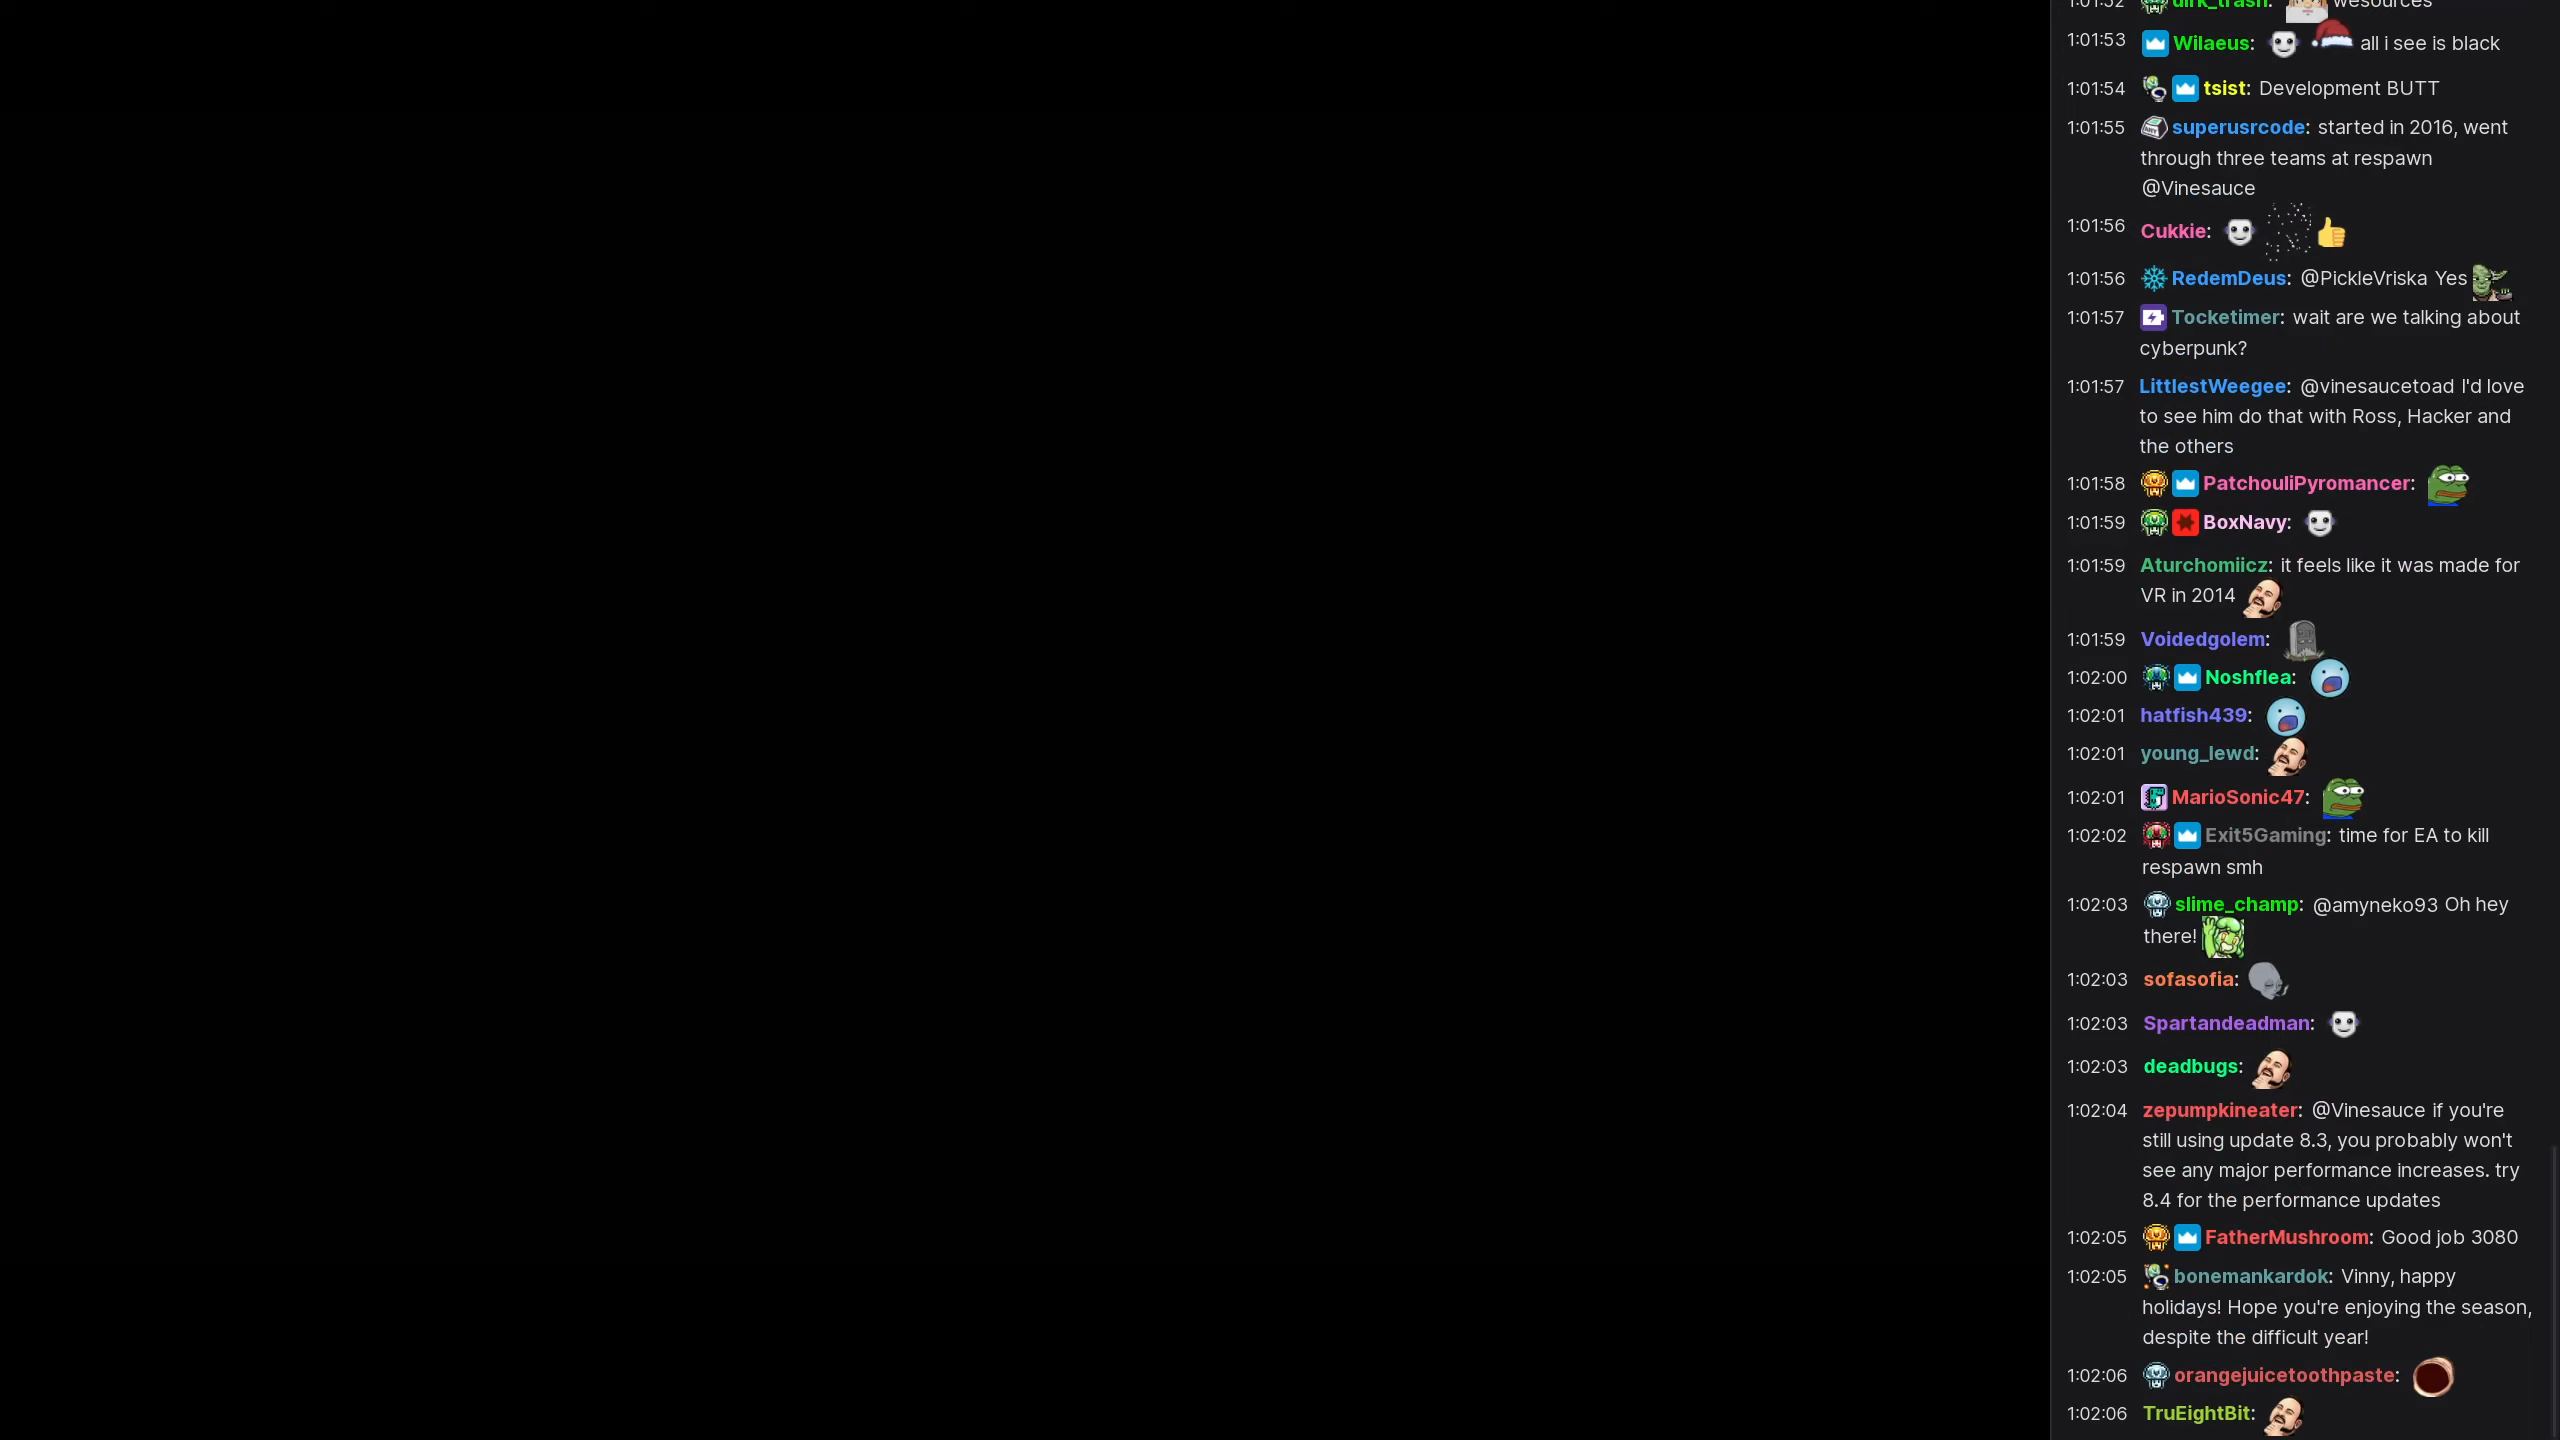 1:01:52 dirk_trash: wesources
1:01:53 Wilaeus: all i see is black
1:01:54 tsist: Development BUTT
1:01:55 superusrcode: started in 2016, went
through three teams at respawn
@Vinesauce
1:01:56 Cukkie:
1:01:56 RedemDeus: @PickleVriska Yes
1:01:57 Tocketimer: wait are we talking about
cyberpunk?
1:01:57 LittlestWeegee: @vinesaucetoad I'd love
to see him do that with Ross, Hacker and
the others
1:01:58 PatchouliPyromancer:
1:01:59 BoxNavy:
1:01:59 Aturchomiicz: it feels like it was made for
VR in 2014
1:01:59 Voidedgolem:
1:02:00 Noshflea:
1:02:01 hatfish439:
1:02:01 young_lewd:
1:02:01 MarioSonic47:
1:02:02 Exit5Gaming: time for EA to kill
respawn smh
1:02:03 slime_champ: @amyneko93 Oh hey
there!
1:02:03 sofasofia:
1:02:03 Spartandeadman:
1:02:03 deadbugs:
1:02:04 zepumpkineater: @Vinesauce if you're
still using update 8.3, you probably won't
see any major performance increases. try
8.4 for the performance updates
1:02:05 FatherMushroom: Good job 3080
1:02:05 bonemankardok: Vinny, happy
holidays! Hope you're enjoying the season,
despite the difficult year!
1:02:06 orangejuicetoothpaste:
1:02:06 TruEightBit: